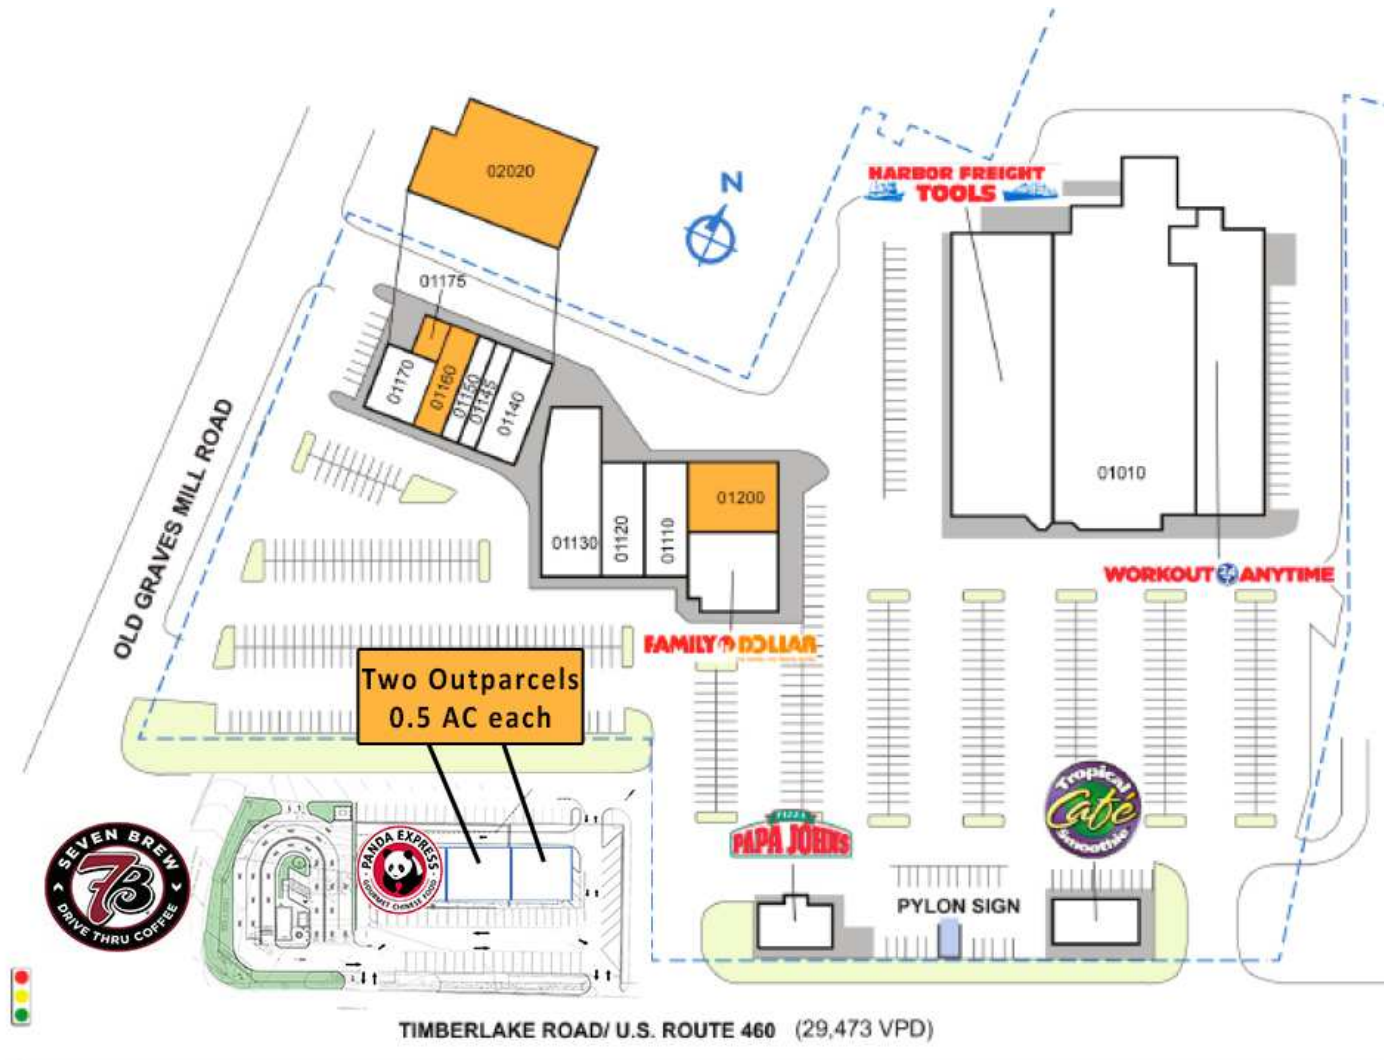 02020
N
HARBOR FREIGHT
TOOLS
01175
01170
01160
01150
01145
01140
OLD GRAVES MILL ROAD
01130
01120
01110
01200
01010
WORKOUT 24 ANYTIME
FAMILY DOLLAR
Two Outparcels
0.5 AC each
Tropical
Café
Smoothie
PIZZA
PAPA JOHNS
SEVEN BREW
7B
DRIVE THRU COFFEE
PANDA EXPRESS
GOURMET CHINESE FOOD
PYLON SIGN
TIMBERLAKE ROAD/ U.S. ROUTE 460 (29,473 VPD)